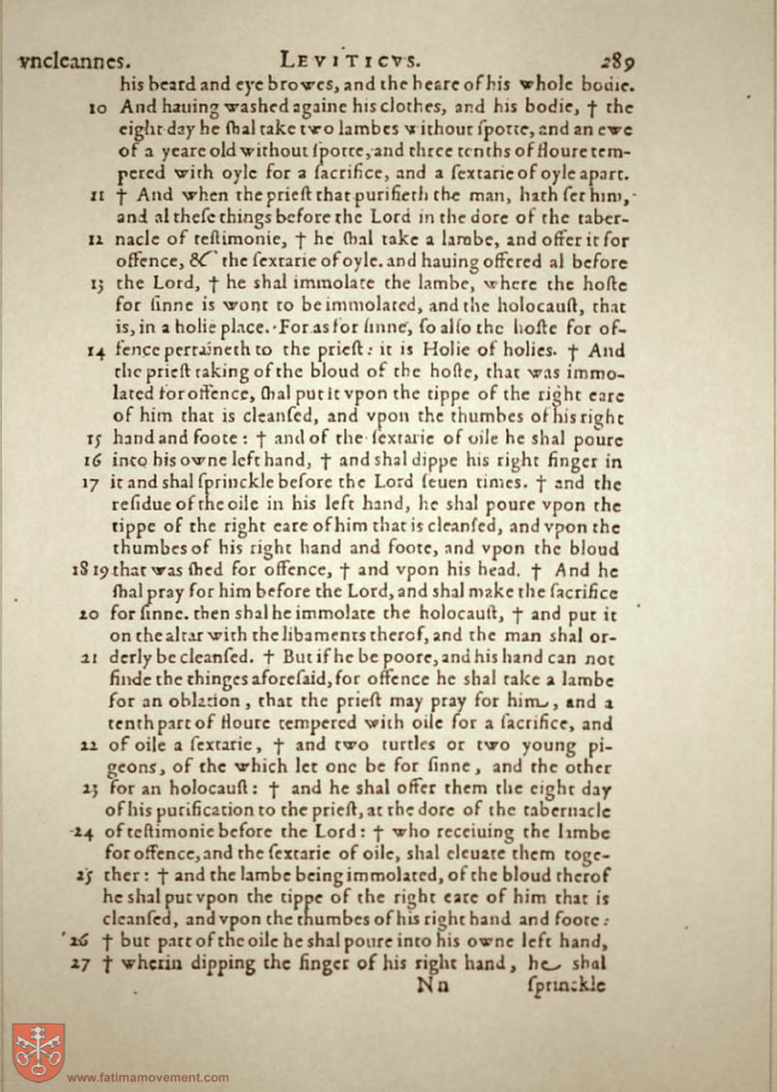 vncleannes. LEVITICVS. 289
his beard and eye browes, and the heare of his whole bodie.
10 And hauing washed againe his clothes, and his bodie, † the
eight day he ſhal take two lambes without ſpotte, and an ewe
of a yeare old without ſpotte, and three tenths of floure tem-
pered with oyle for a ſacrifice, and a ſextarie of oyle apart.
11 † And when the prieſt that purifieth the man, hath ſet him,
and al theſe things before the Lord in the dore of the taber-
12 nacle of teſtimonie, † he ſhal take a lambe, and offer it for
offence, & the ſextarie of oyle. and hauing offered al before
13 the Lord, † he shal immolate the lambe, where the hoſte
for ſinne is wont to be immolated, and the holocauſt, that
is, in a holie place. For as for ſinne, ſo alſo the hoſte for of-
14 fence pertaineth to the prieſt: it is Holie of holies. † And
the prieſt taking of the bloud of the hoſte, that was immo-
lated for offence, ſhal put it vpon the tippe of the right eare
of him that is cleanſed, and vpon the thumbes of his right
15 hand and foote: † and of the ſextarie of oile he shal poure
16 into his owne left hand, † and shal dippe his right finger in
17 it and shal ſprinckle before the Lord ſeuen times. † and the
reſidue of the oile in his left hand, he shal poure vpon the
tippe of the right eare of him that is cleanſed, and vpon the
thumbes of his right hand and foote, and vpon the bloud
18 19 that was ſhed for offence, † and vpon his head. † And he
ſhal pray for him before the Lord, and shal make the ſacrifice
20 for ſinne. then shal he immolate the holocauſt, † and put it
on the altar with the libaments therof, and the man shal or-
21 derly be cleanſed. † But if he be poore, and his hand can not
finde the thinges aforeſaid, for offence he shal take a lambe
for an oblation, that the prieſt may pray for him, and a
tenth part of floure tempered with oile for a ſacrifice, and
22 of oile a ſextarie, † and two turtles or two young pi-
geons, of the which let one be for ſinne, and the other
23 for an holocauſt: † and he shal offer them the eight day
of his purification to the prieſt, at the dore of the tabernacle
24 of teſtimonie before the Lord: † who receiuing the lambe
for offence, and the ſextarie of oile, shal eleuate them toge-
25 ther: † and the lambe being immolated, of the bloud therof
he shal put vpon the tippe of the right eare of him that is
cleanſed, and vpon the thumbes of his right hand and foote:
26 † but part of the oile he shal poure into his owne left hand,
27 † wherin dipping the finger of his right hand, he shal
Nn ſprinckle
www.fatimamovement.com